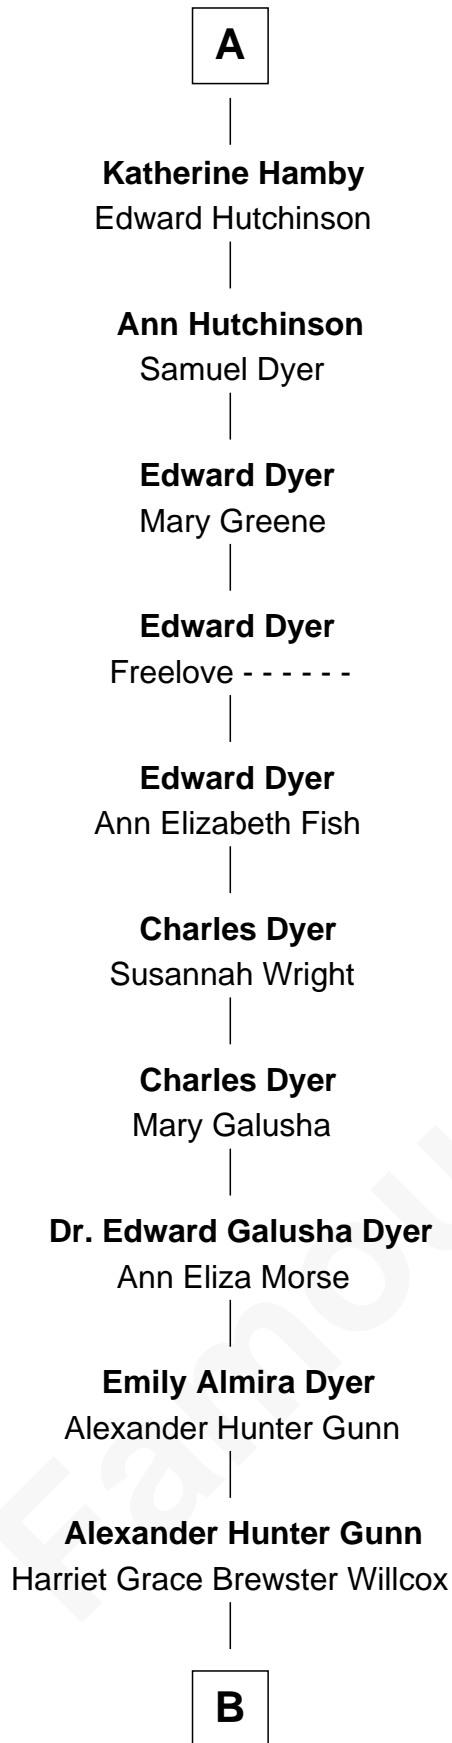 A
Katherine Hamby
Edward Hutchinson
Ann Hutchinson
Samuel Dyer
Edward Dyer
Mary Greene
Edward Dyer
Freelove - - - - - -
Edward Dyer
Ann Elizabeth Fish
Charles Dyer
Susannah Wright
Charles Dyer
Mary Galusha
Dr. Edward Galusha Dyer
Ann Eliza Morse
Emily Almira Dyer
Alexander Hunter Gunn
Alexander Hunter Gunn
Harriet Grace Brewster Willcox
B
Famou